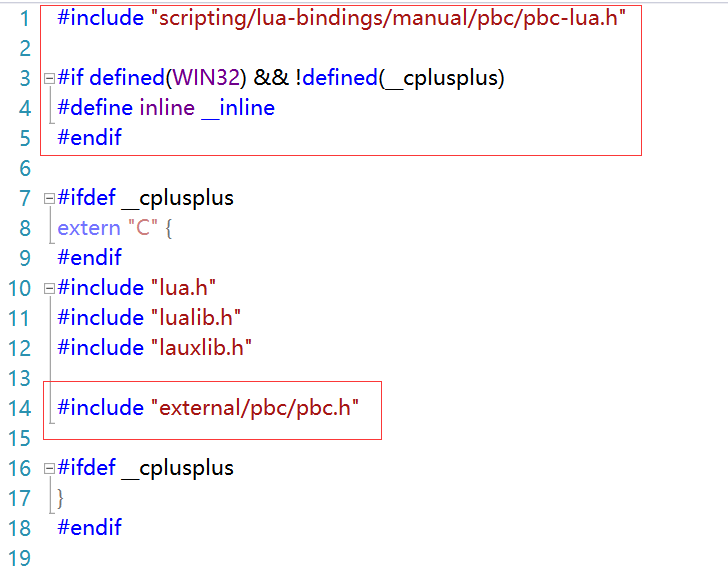 1 #include "scripting/lua-bindings/manual/pbc/pbc-lua.h"
2
3 #if defined(WIN32) && !defined(__cplusplus)
4 #define inline __inline
5 #endif
6
7 #ifdef __cplusplus
8 extern "C" {
9 #endif
10 #include "lua.h"
11 #include "lualib.h"
12 #include "lauxlib.h"
13
14 #include "external/pbc/pbc.h"
15
16 #ifdef __cplusplus
17 }
18 #endif
19